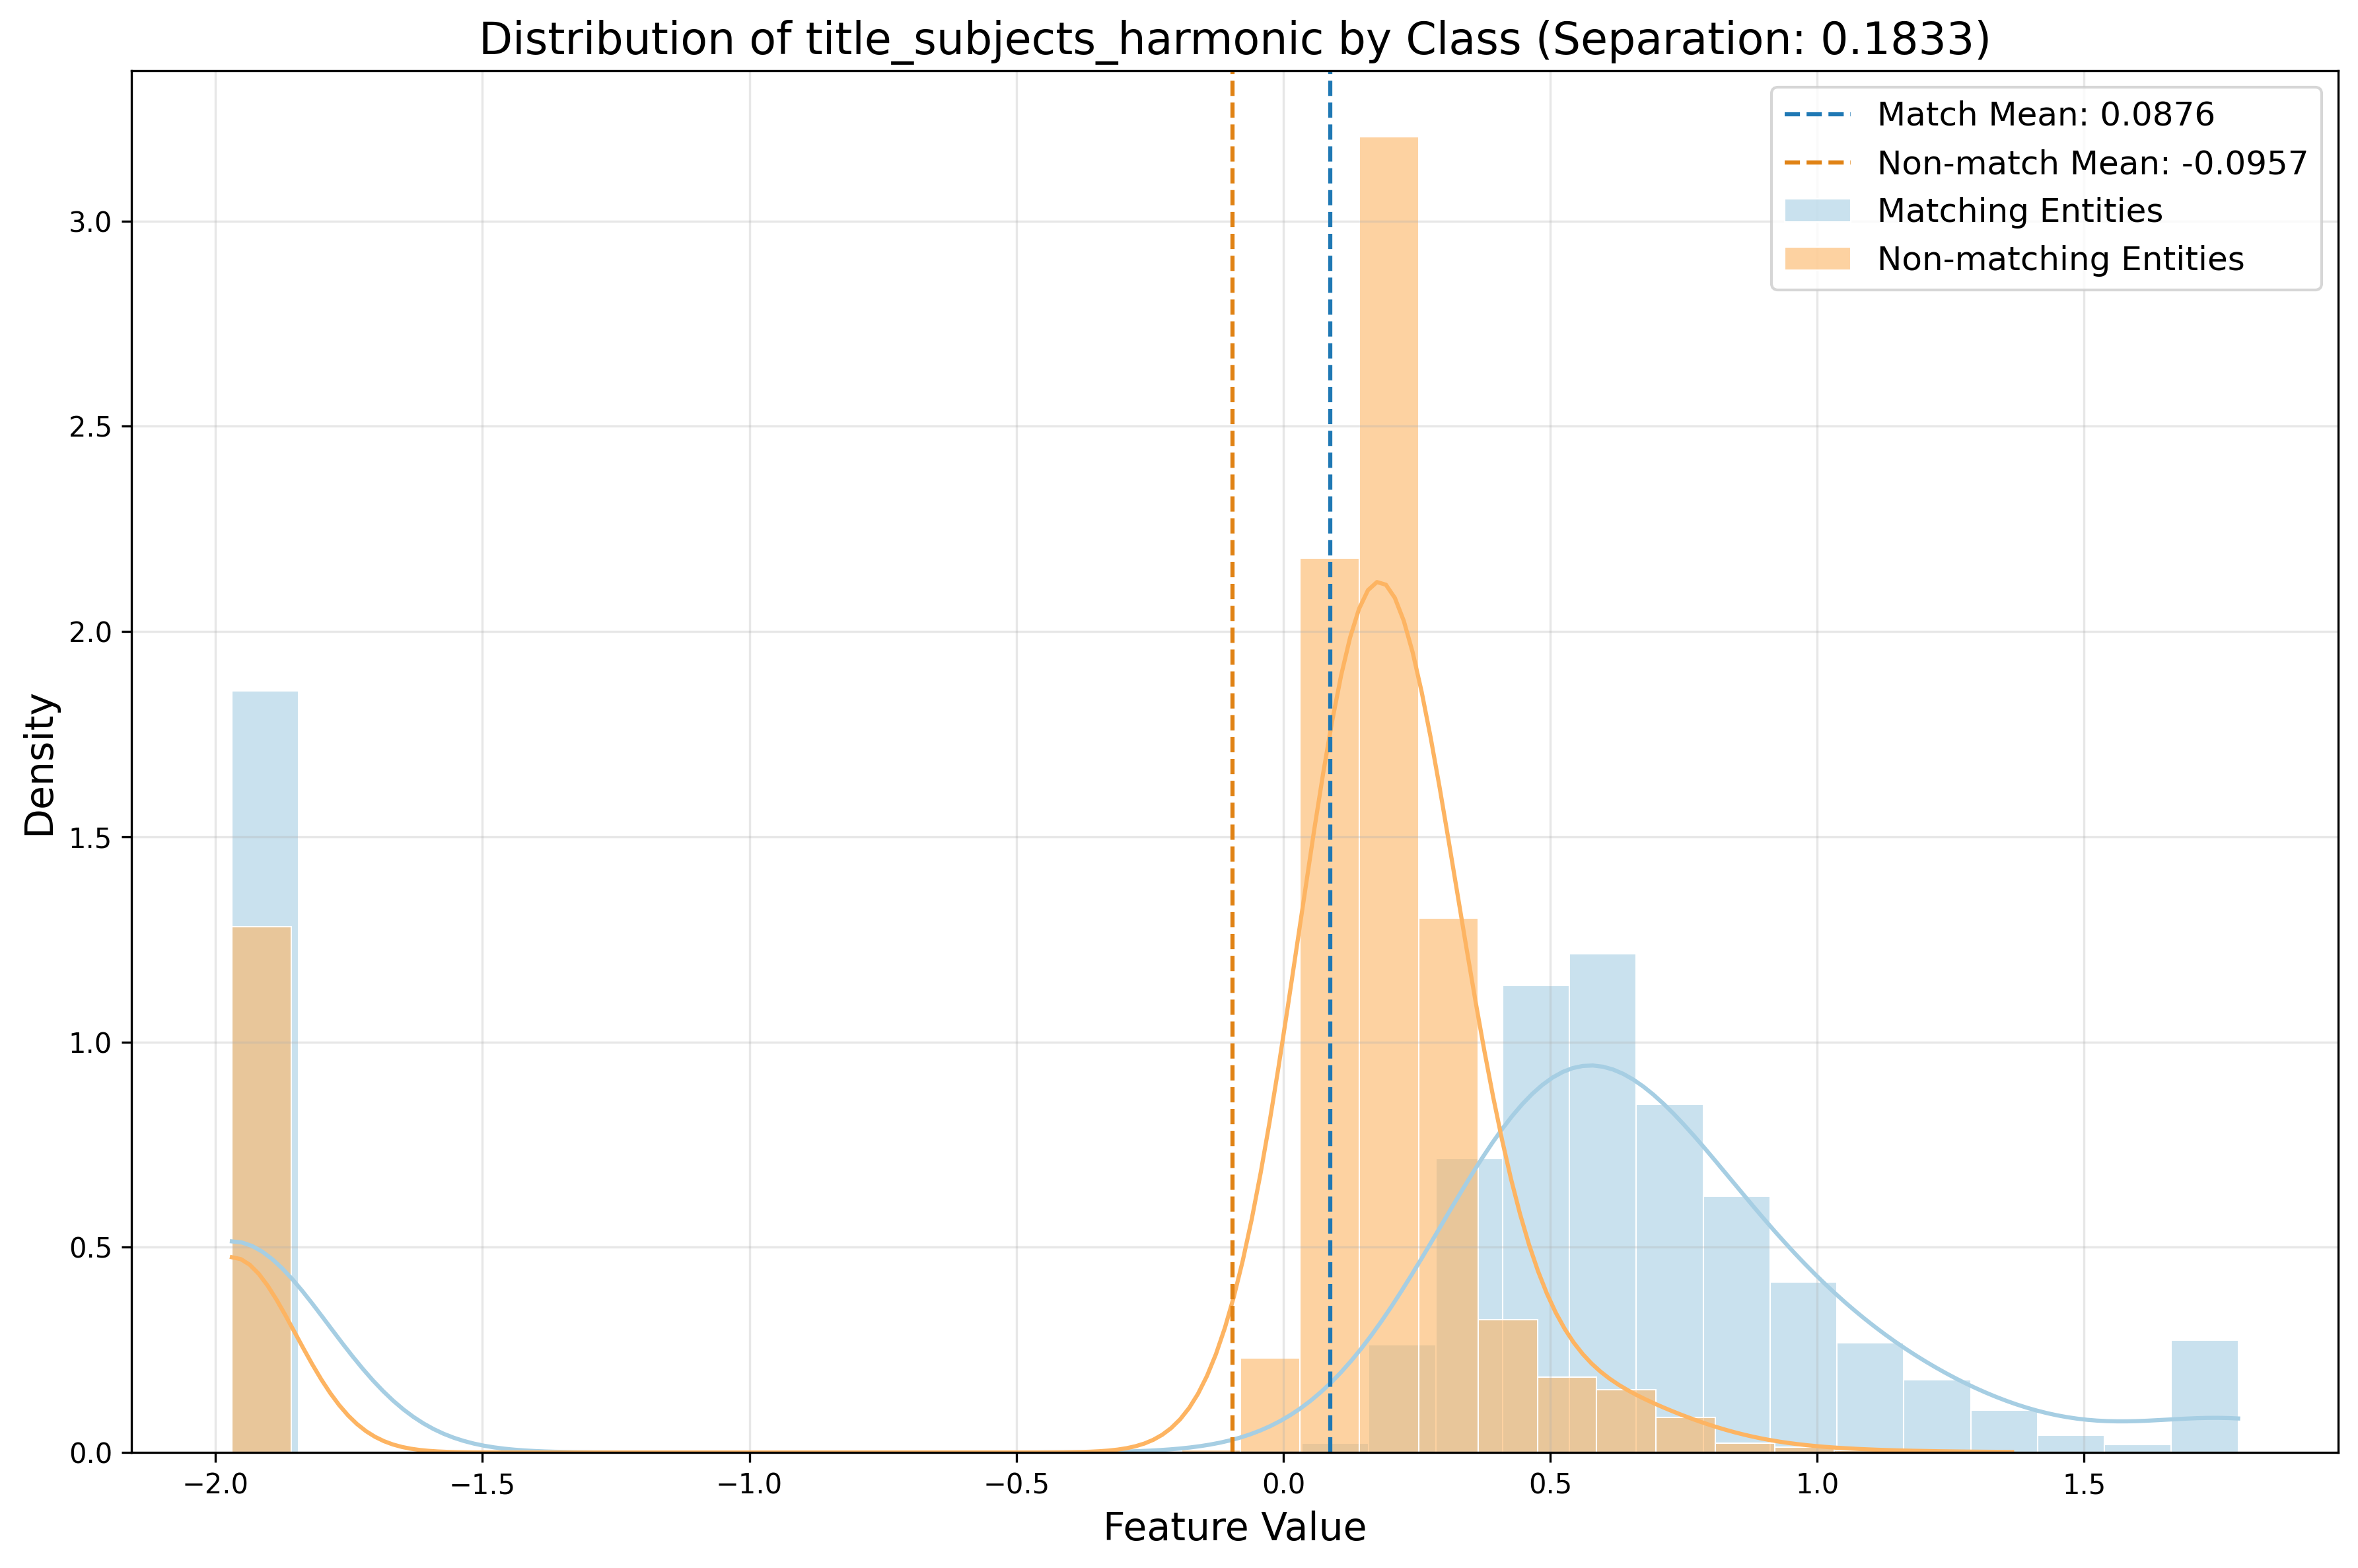 Distribution of title_subjects_harmonic by Class (Separation: 0.1833)
Match Mean: 0.0876
Non-match Mean: -0.0957
Matching Entities
Non-matching Entities
Density
3.0
2.5
2.0
1.5
1.0
0.5
0.0
−2.0 −1.5 −1.0 −0.5 0.0 0.5 1.0 1.5
Feature Value